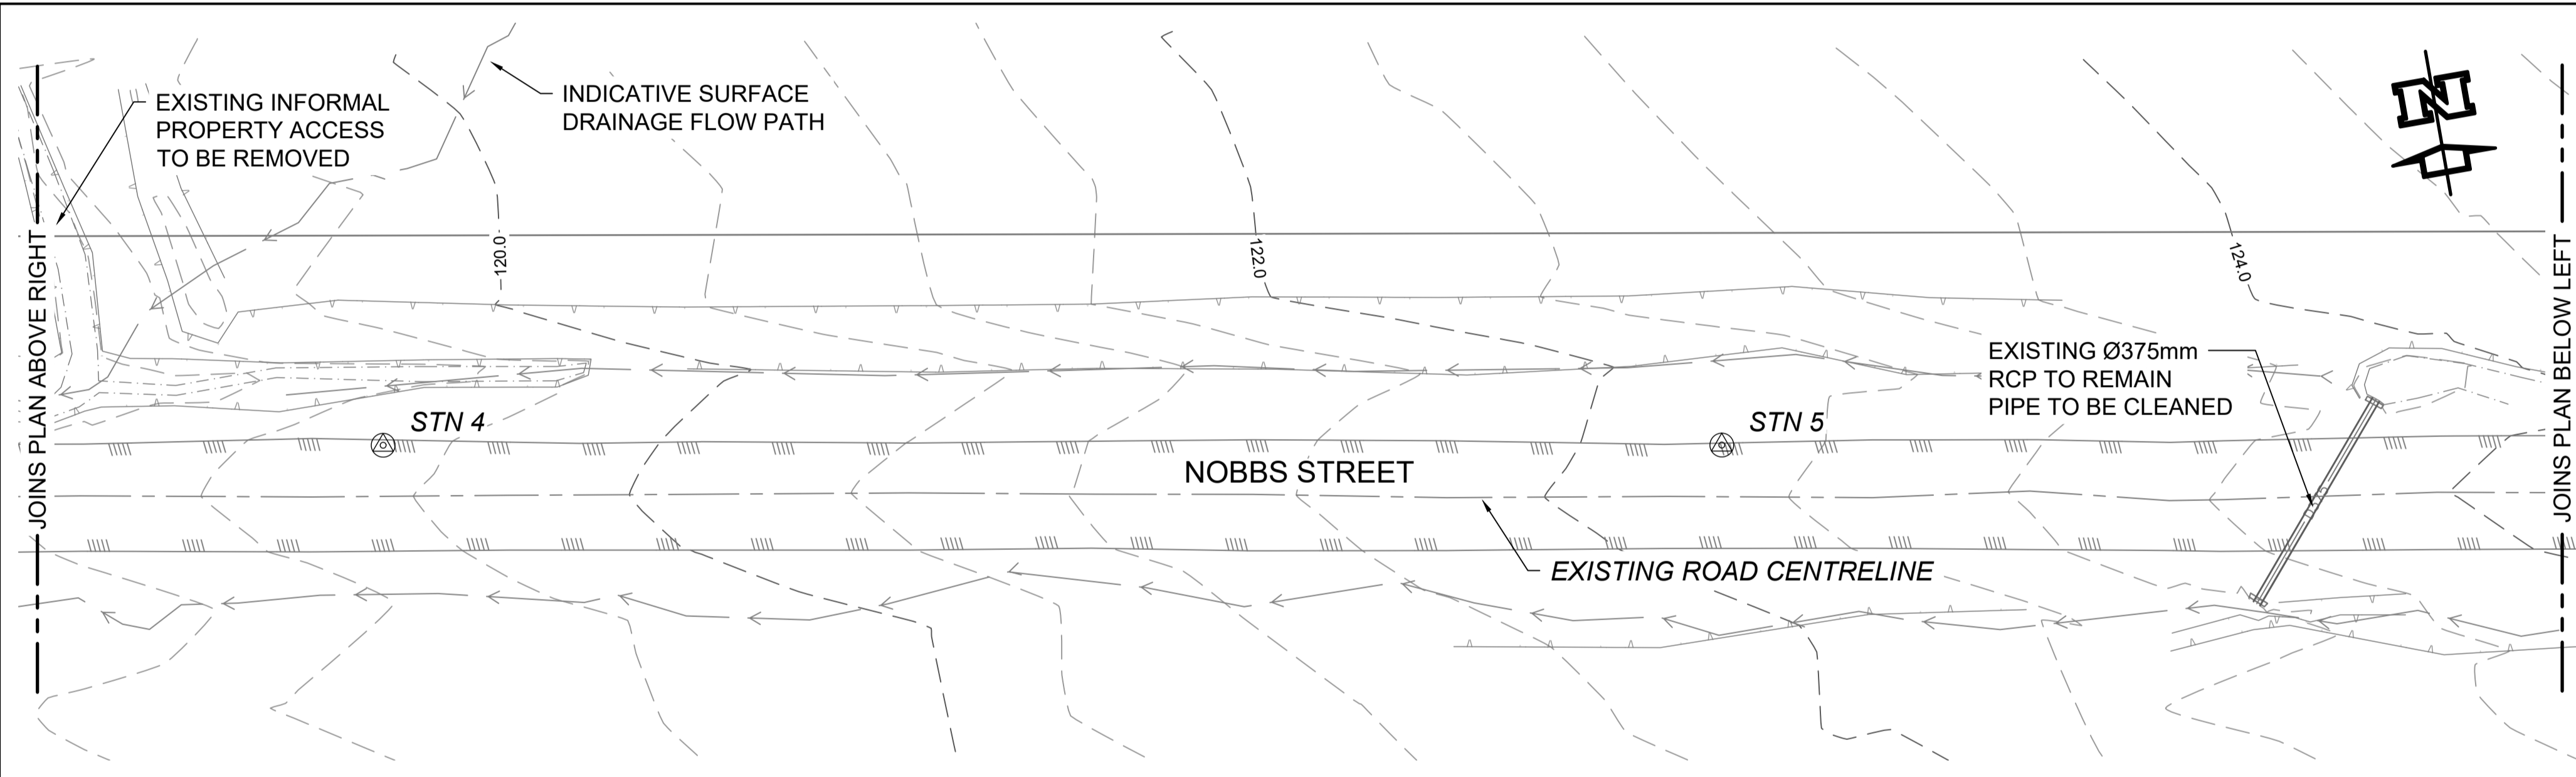 EXISTING INFORMAL
PROPERTY ACCESS
TO BE REMOVED
INDICATIVE SURFACE
DRAINAGE FLOW PATH
N
JOINS PLAN ABOVE RIGHT
120.0
122.0
124.0
JOINS PLAN BELOW LEFT
EXISTING Ø375mm
RCP TO REMAIN
PIPE TO BE CLEANED
STN 4
STN 5
NOBBS STREET
EXISTING ROAD CENTRELINE